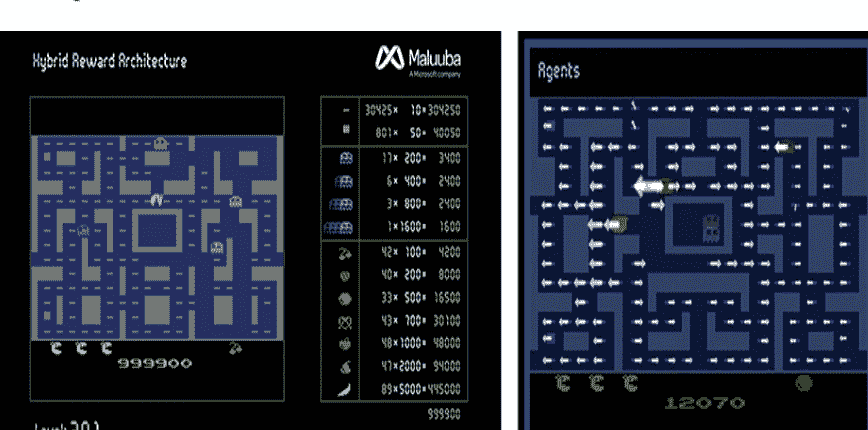 Hybrid Reward Architecture
Maluuba
A Microsoft company
30425× 10= 304250
801× 50= 40050
17× 200= 3400
6× 400= 2400
3× 800= 2400
1×1600= 1600
42× 100= 4200
40× 200= 8000
33× 500= 16500
43× 700= 30100
48×1000= 48000
47×2000= 94000
89×5000=445000
999900
999900
Agents
12070